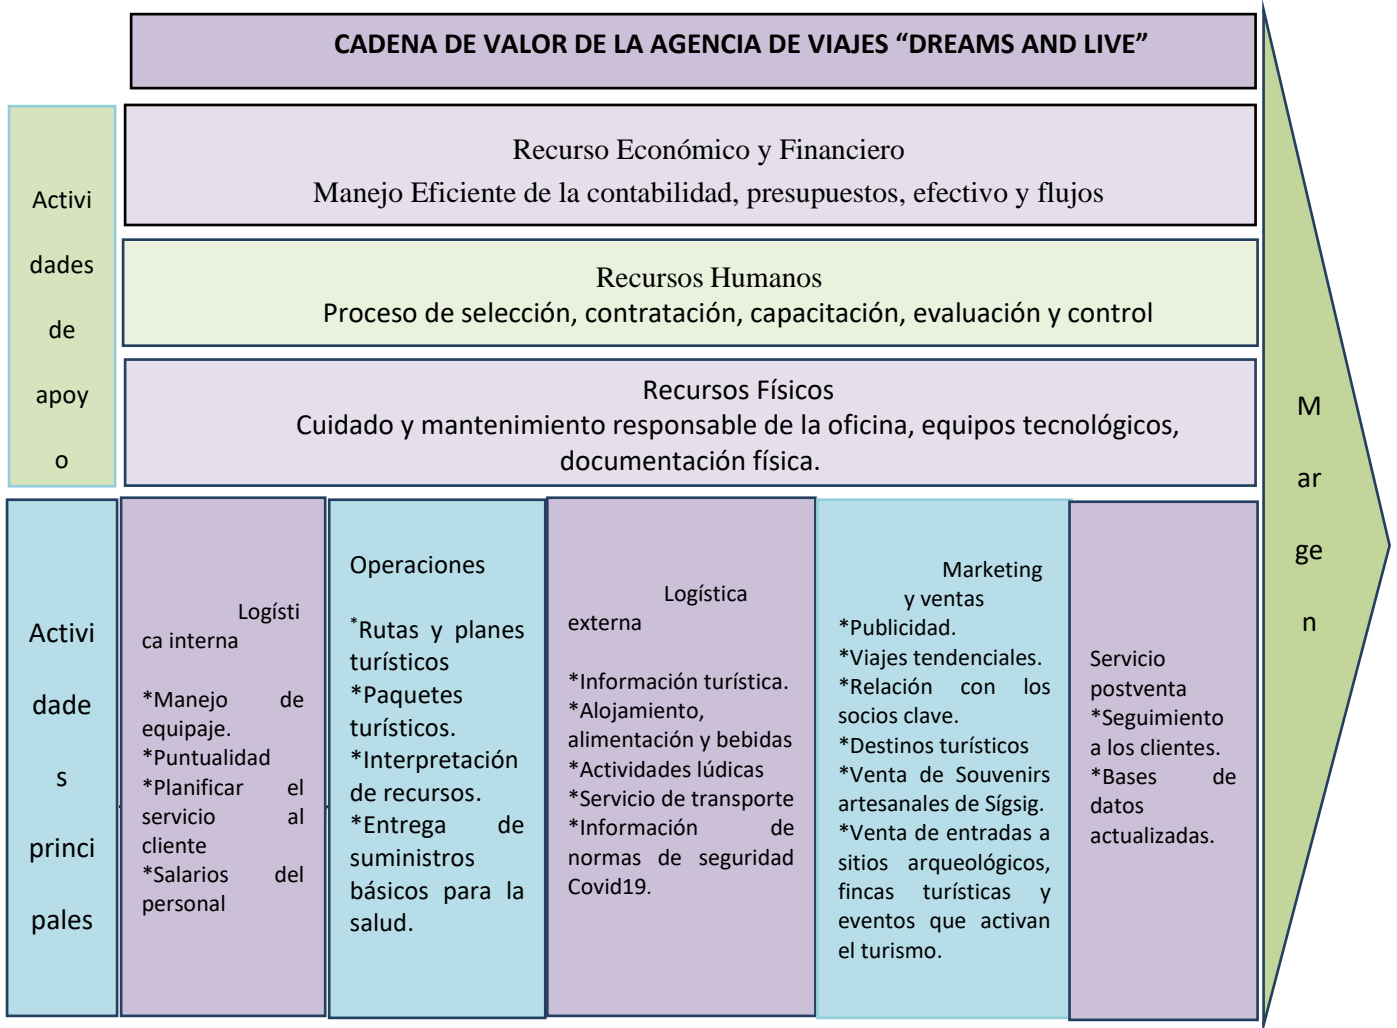 CADENA DE VALOR DE LA AGENCIA DE VIAJES “DREAMS AND LIVE”
Activi
dades
de
apoy
o
Recurso Económico y Financiero
Manejo Eficiente de la contabilidad, presupuestos, efectivo y flujos
Recursos Humanos
Proceso de selección, contratación, capacitación, evaluación y control
Recursos Físicos
Cuidado y mantenimiento responsable de la oficina, equipos tecnológicos,
documentación física.
Activi
dade
s
princi
pales
Logísti
ca interna
*Manejo de
equipaje.
*Puntualidad
*Planificar el
servicio al
cliente
*Salarios del
personal
Operaciones
*Rutas y planes
turísticos
*Paquetes
turísticos.
*Interpretación
de recursos.
*Entrega de
suministros
básicos para la
salud.
Logística
externa
*Información turística.
*Alojamiento,
alimentación y bebidas
*Actividades lúdicas
*Servicio de transporte
*Información de
normas de seguridad
Covid19.
Marketing
y ventas
*Publicidad.
*Viajes tendenciales.
*Relación con los
socios clave.
*Destinos turísticos
*Venta de Souvenirs
artesanales de Sígsig.
*Venta de entradas a
sitios arqueológicos,
fincas turísticas y
eventos que activan
el turismo.
Servicio
postventa
*Seguimiento
a los clientes.
*Bases de
datos
actualizadas.
M
ar
ge
n